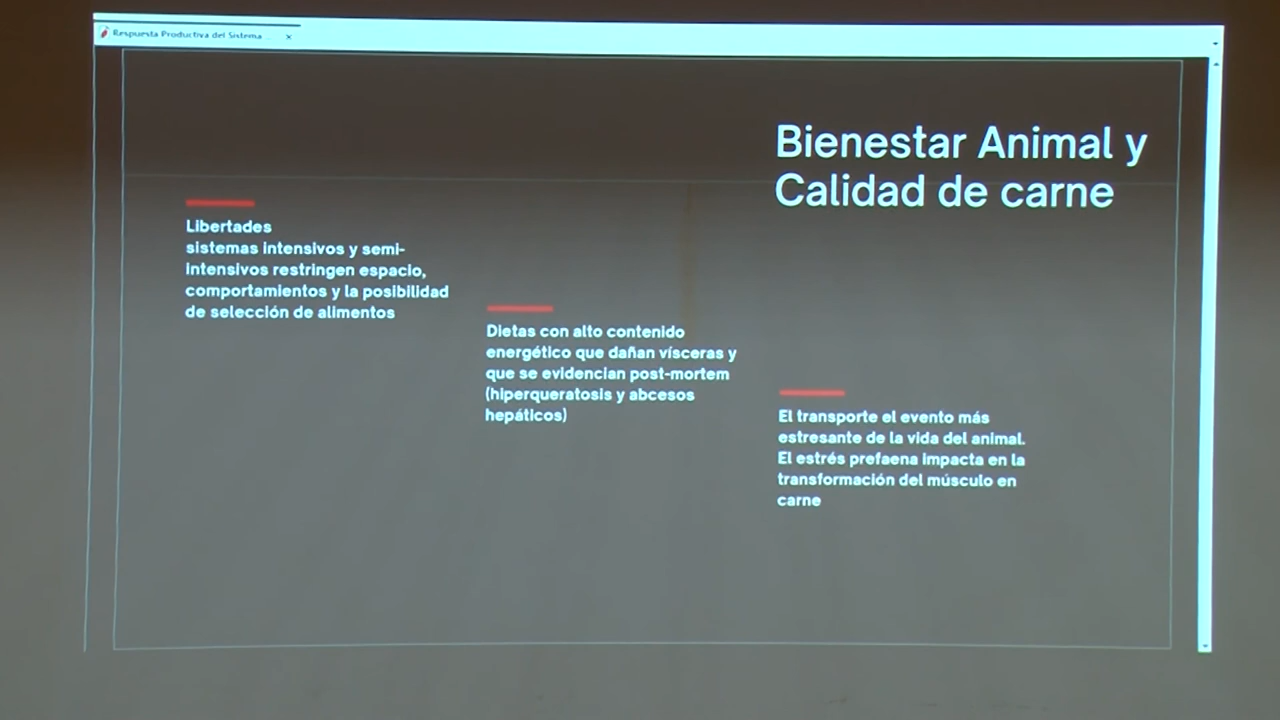 Respuesta Productiva del Sistema ...
Bienestar Animal y
Calidad de carne
Libertades
sistemas intensivos y semi-
intensivos restringen espacio,
comportamientos y la posibilidad
de selección de alimentos
Dietas con alto contenido
energético que dañan vísceras y
que se evidencian post-mortem
(hiperqueratosis y abcesos
hepáticos)
El transporte el evento más
estresante de la vida del animal.
El estrés prefaena impacta en la
transformación del músculo en
carne